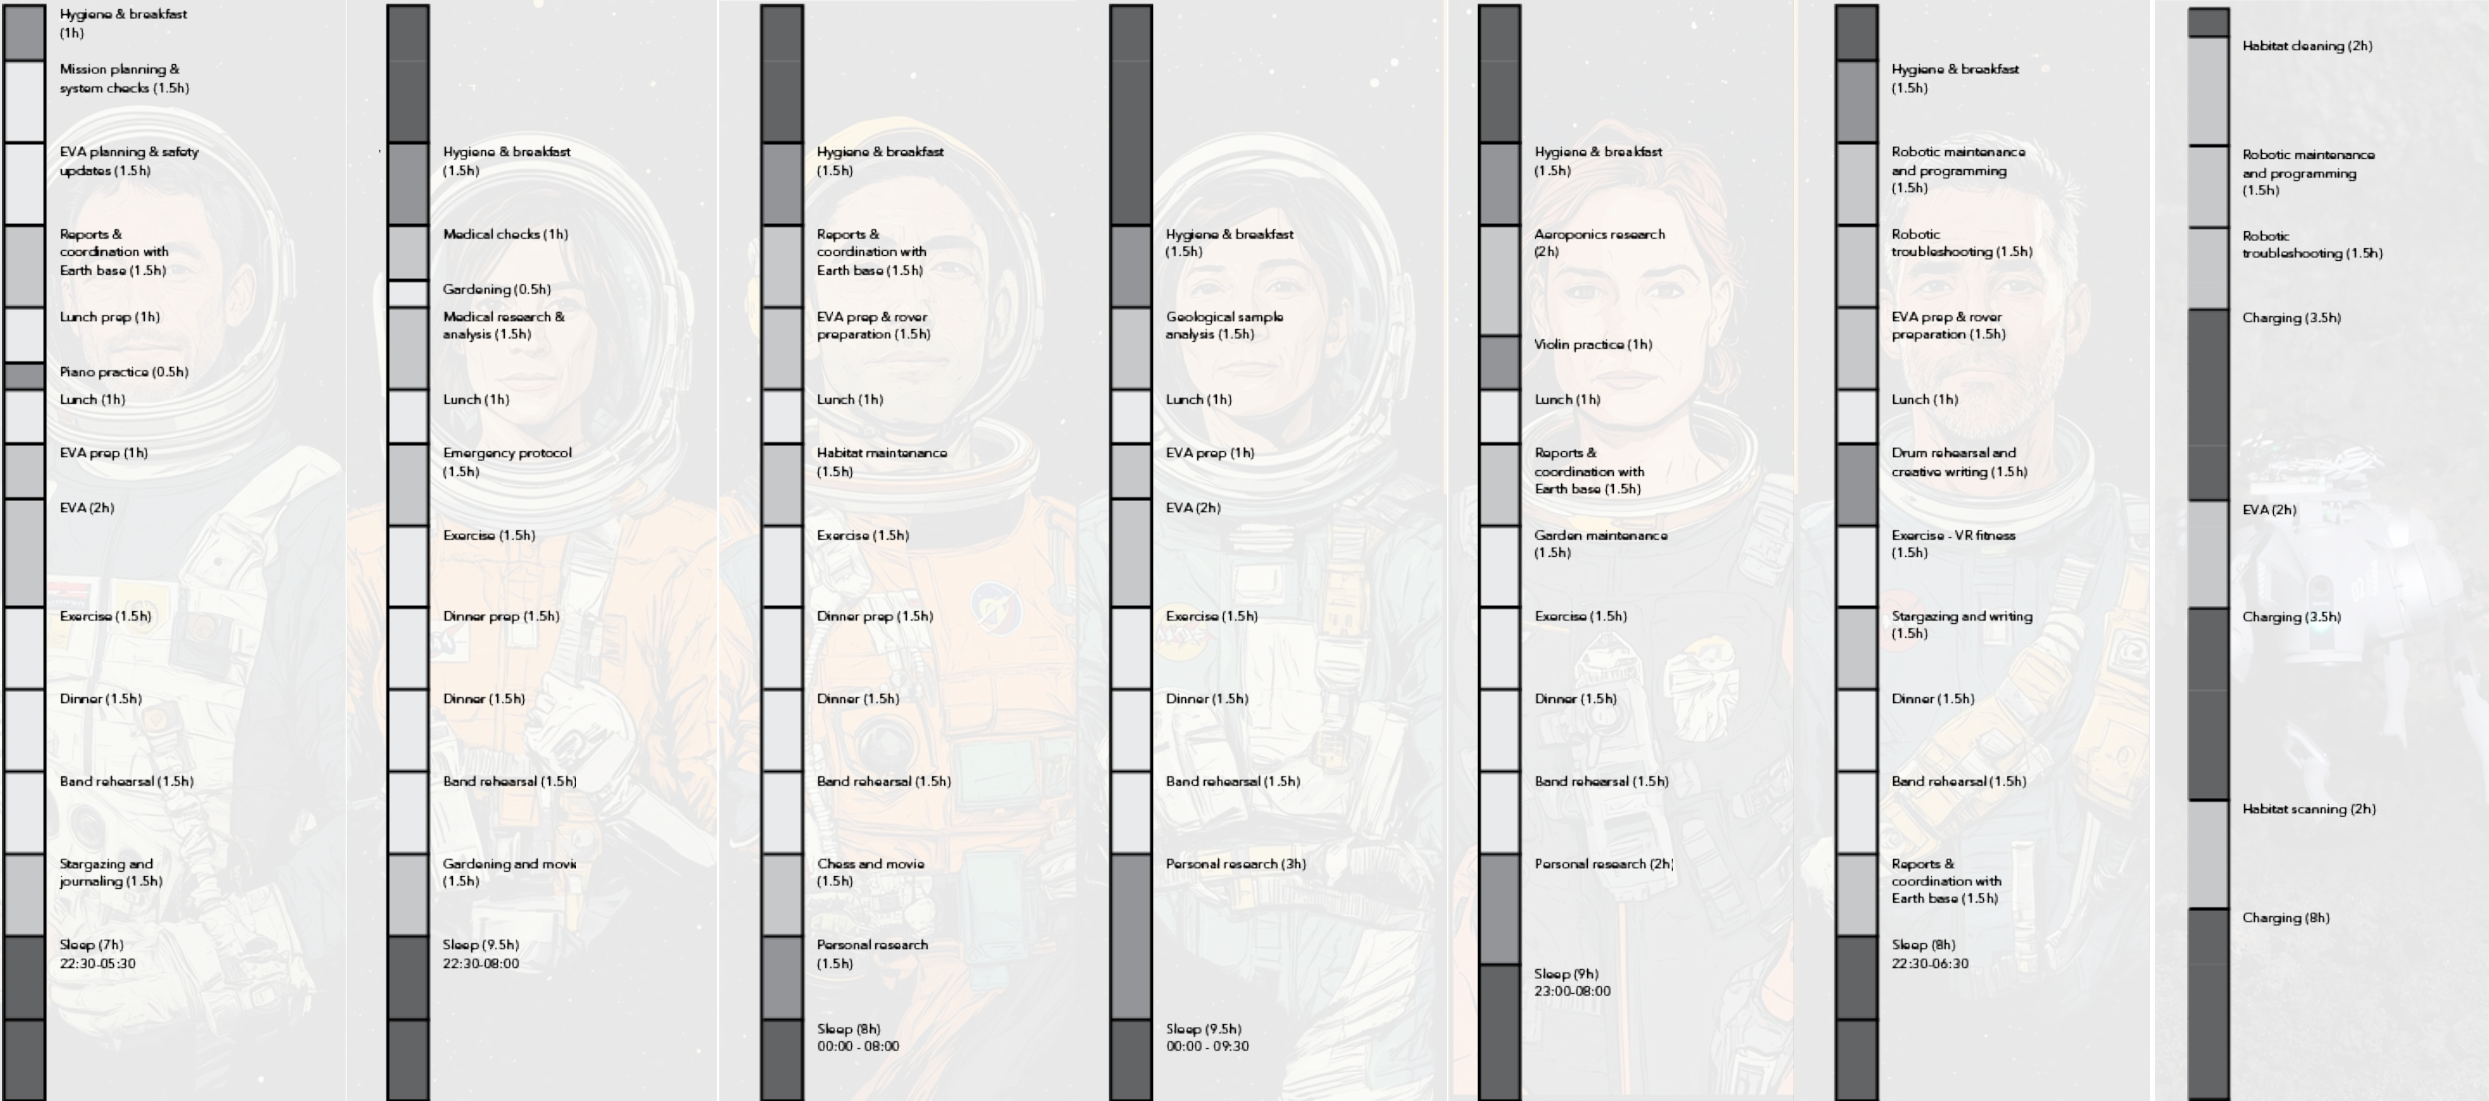 Hygiene & breakfast
(1h)
Mission planning &
system checks (1.5h)
EVA planning & safety
updates (1.5h)
Reports &
coordination with
Earth base (1.5h)
Lunch prep (1h)
Piano practice (0.5h)
Lunch (1h)
EVA prep (1h)
EVA (2h)
Exercise (1.5h)
Dinner (1.5h)
Band rehearsal (1.5h)
Stargazing and
journaling (1.5h)
Sleep (7h)
22:30-05:30
Hygiene & breakfast
(1.5h)
Medical checks (1h)
Gardening (0.5h)
Medical research &
analysis (1.5h)
Lunch (1h)
Emergency protocol
(1.5h)
Exercise (1.5h)
Dinner prep (1.5h)
Dinner (1.5h)
Band rehearsal (1.5h)
Gardening and movie
(1.5h)
Sleep (9.5h)
22:30-08:00
Hygiene & breakfast
(1.5h)
Reports &
coordination with
Earth base (1.5h)
EVA prep & rover
preparation (1.5h)
Lunch (1h)
Habitat maintenance
(1.5h)
Exercise (1.5h)
Dinner prep (1.5h)
Dinner (1.5h)
Band rehearsal (1.5h)
Chess and movie
(1.5h)
Personal research
(1.5h)
Sleep (8h)
00:00 - 08:00
Hygiene & breakfast
(1.5h)
Geological sample
analysis (1.5h)
Lunch (1h)
EVA prep (1h)
EVA (2h)
Exercise (1.5h)
Dinner (1.5h)
Band rehearsal (1.5h)
Personal research (3h)
Sleep (9.5h)
00:00 - 09:30
Hygiene & breakfast
(1.5h)
Aeroponics research
(2h)
Violin practice (1h)
Lunch (1h)
Reports &
coordination with
Earth base (1.5h)
Garden maintenance
(1.5h)
Exercise (1.5h)
Dinner (1.5h)
Band rehearsal (1.5h)
Personal research (2h)
Sleep (9h)
23:00-08:00
Hygiene & breakfast
(1.5h)
Robotic maintenance
and programming
(1.5h)
Robotic
troubleshooting (1.5h)
EVA prep & rover
preparation (1.5h)
Lunch (1h)
Drum rehearsal and
creative writing (1.5h)
Exercise - VR fitness
(1.5h)
Stargazing and writing
(1.5h)
Dinner (1.5h)
Band rehearsal (1.5h)
Reports &
coordination with
Earth base (1.5h)
Sleep (8h)
22:30-06:30
Habitat cleaning (2h)
Robotic maintenance
and programming
(1.5h)
Robotic
troubleshooting (1.5h)
Charging (3.5h)
EVA (2h)
Charging (3.5h)
Habitat scanning (2h)
Charging (8h)